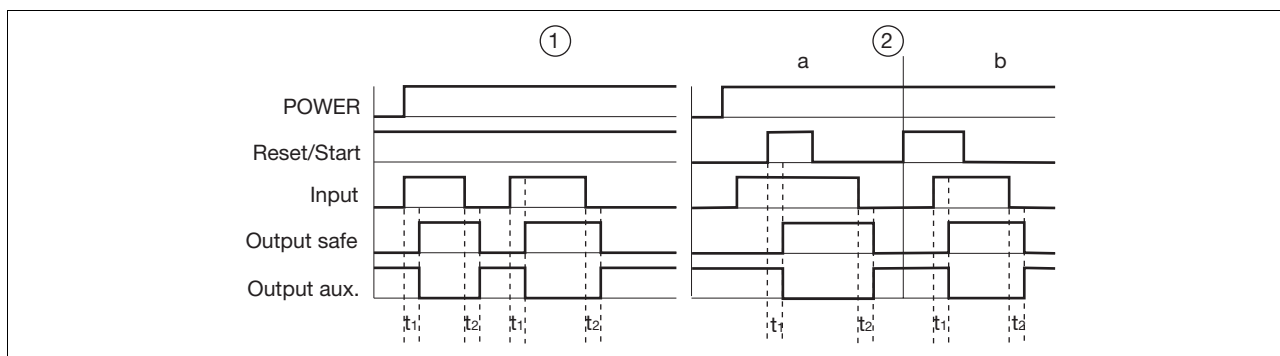 ① ②
a b
POWER
Reset/Start
Input
Output safe
Output aux.
t1 t2 t1 t2 t1 t2 t1 t2